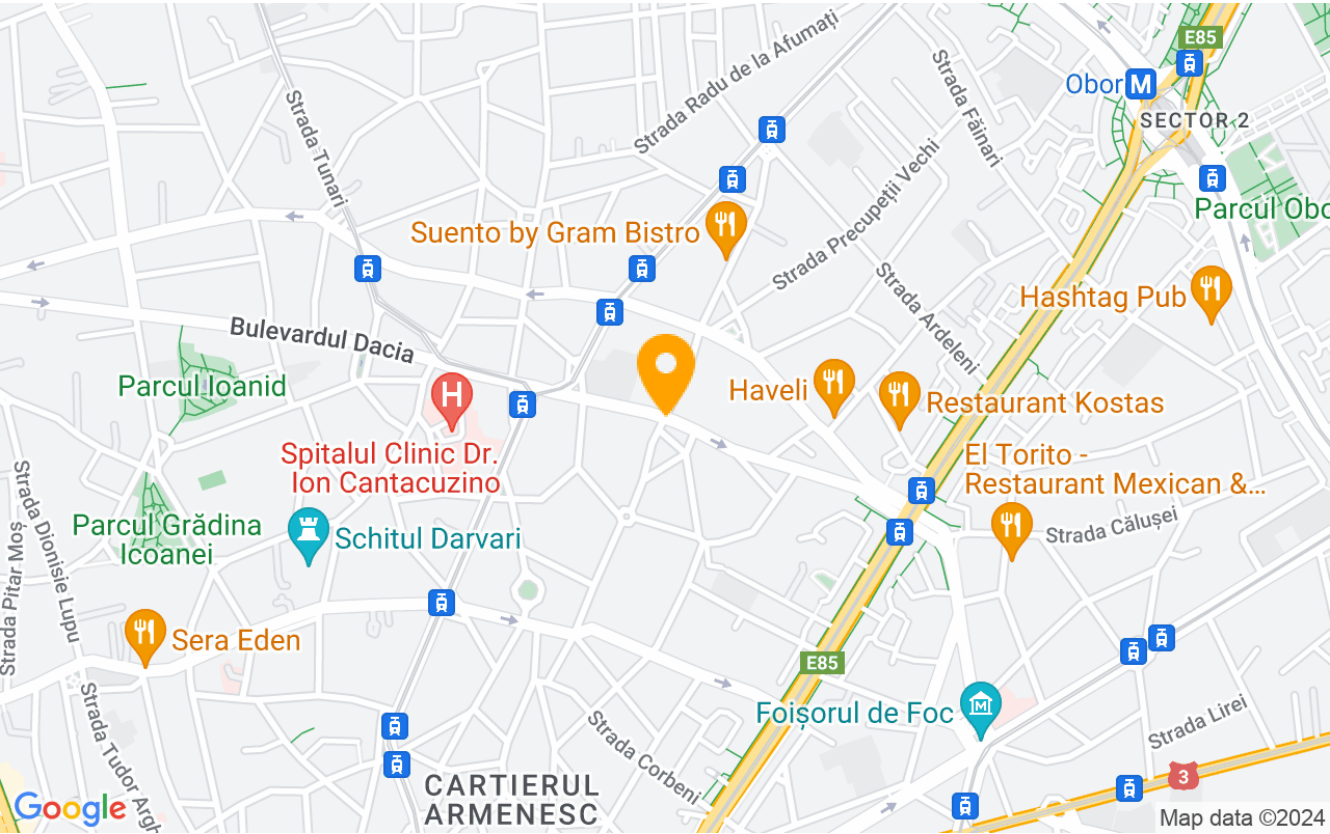 E85
Obor M
SECTOR 2
Strada Radu de la Afumați
Strada Făinari
Strada Tunari
Strada Precupeții Vechi
Parcul Obo
Suento by Gram Bistro
Strada Ardeleni
Hashtag Pub
Bulevardul Dacia
Parcul Ioanid
H
Haveli
Restaurant Kostas
Spitalul Clinic Dr.
Ion Cantacuzino
El Torito -
Restaurant Mexican &...
Strada Dionisie Lupu
Strada Pitar Moș
Parcul Grădina
Icoanei
Schitul Darvari
Strada Călușei
Sera Eden
E85
Foișorul de Foc
Strada Tudor Argh
Strada Corbeni
Strada Lirei
3
CARTIERUL
ARMENESC
Google
Map data ©2024